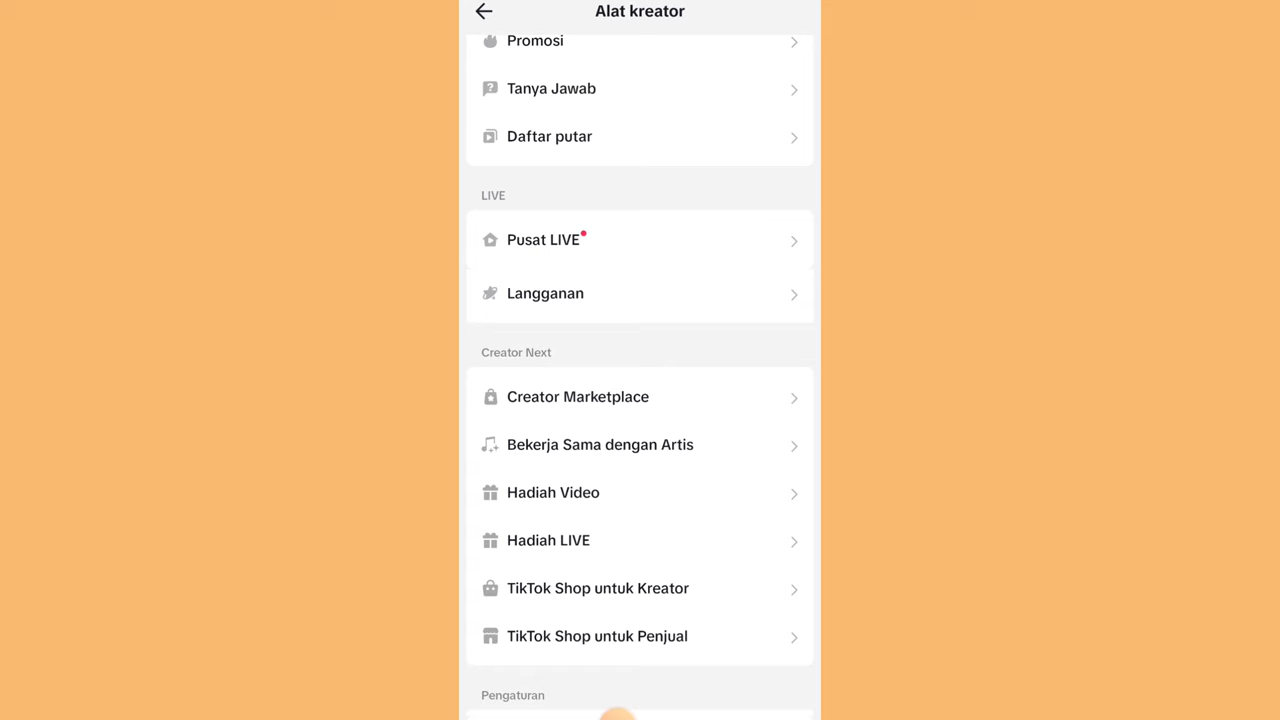 Alat kreator
Promosi
Tanya Jawab
Daftar putar
LIVE
Pusat LIVE
Langganan
Creator Next
Creator Marketplace
Bekerja Sama dengan Artis
Hadiah Video
Hadiah LIVE
TikTok Shop untuk Kreator
TikTok Shop untuk Penjual
Pengaturan